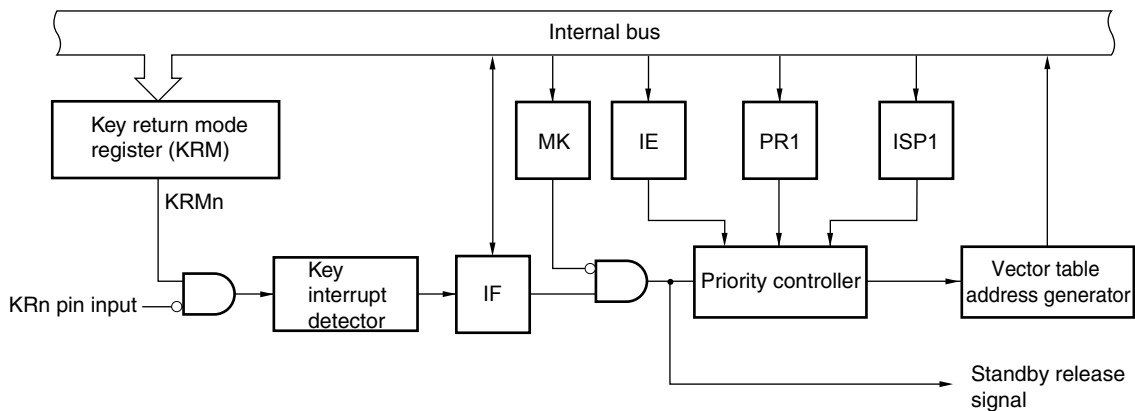 Internal bus
Key return mode
register (KRM)
MK
IE
PR1
ISP1
KRMn
KRn pin input
Key
interrupt
detector
IF
Priority controller
Vector table
address generator
Standby release
signal